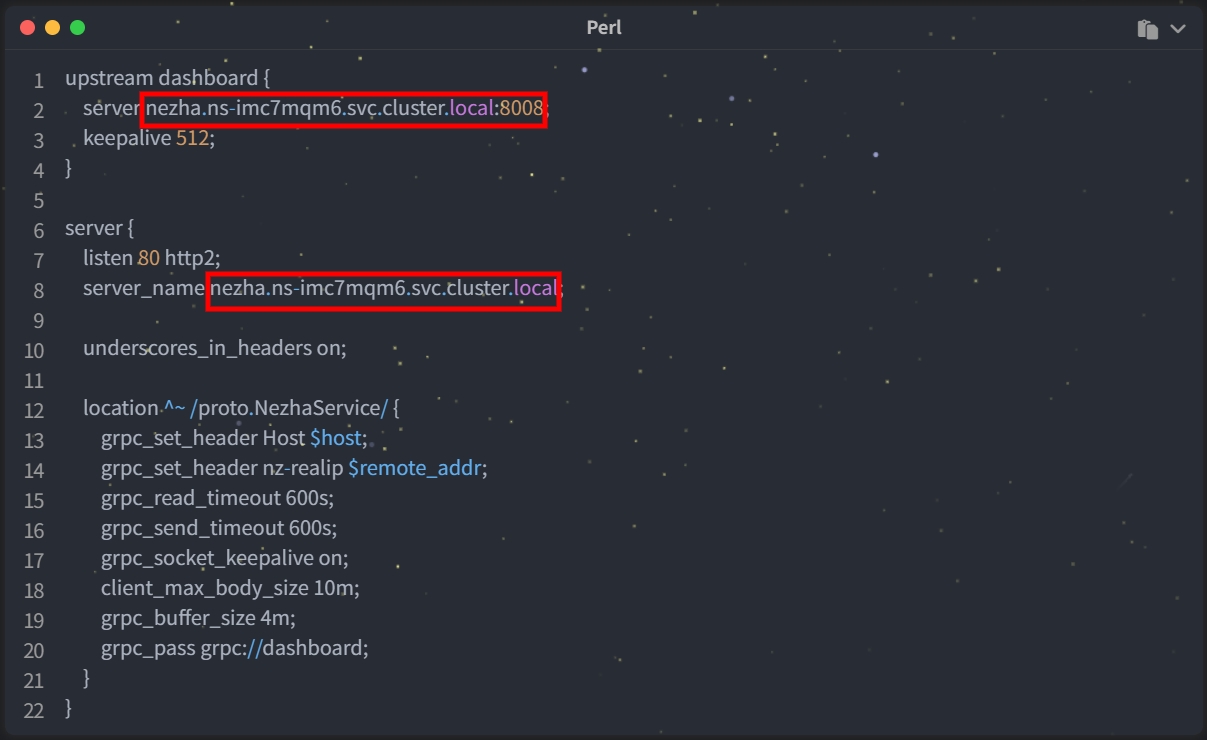 Perl
1 upstream dashboard {
2 server nezha.ns-imc7mqm6.svc.cluster.local:8008;
3 keepalive 512;
4 }
5
6 server {
7 listen 80 http2;
8 server_name nezha.ns-imc7mqm6.svc.cluster.local;
9
10 underscores_in_headers on;
11
12 location ^~ /proto.NezhaService/ {
13 grpc_set_header Host $host;
14 grpc_set_header nz-realip $remote_addr;
15 grpc_read_timeout 600s;
16 grpc_send_timeout 600s;
17 grpc_socket_keepalive on;
18 client_max_body_size 10m;
19 grpc_buffer_size 4m;
20 grpc_pass grpc://dashboard;
21 }
22 }